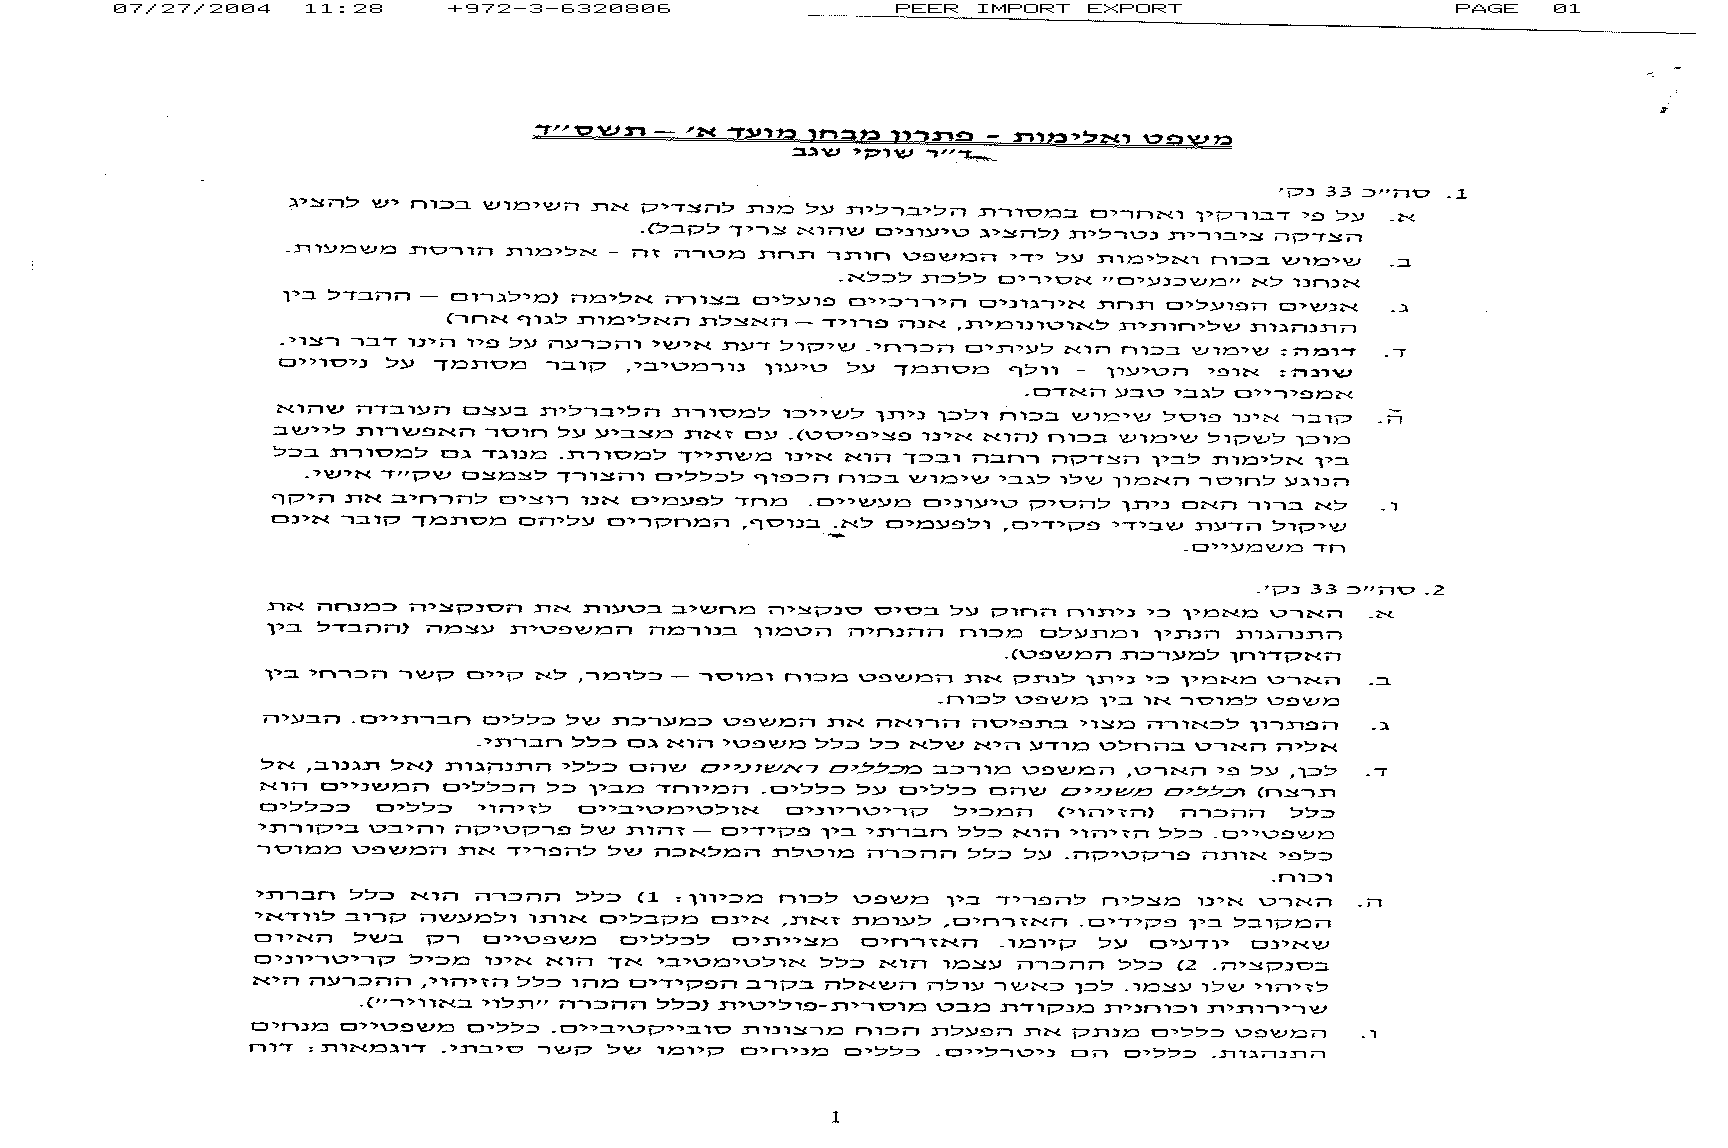 07/27/2004 11:28 +972-3-6320806 PEER IMPORT EXPORT PAGE 01
משפט ואלימות - פתרון מבחן מועד א' – תשס"ד
ד"ר שוקי שגב
1. סה"כ 33 נק'
א. על פי דבורקין ואחרים במסורת הליברלית על מנת להצדיק את השימוש בכוח יש להציג
הצדקה ציבורית נטרלית (להציג טיעונים שהוא צריך לקבל).
ב. שימוש בכוח ואלימות על ידי המשפט חותר תחת מטרה זה - אלימות הורסת משמעות.
אנחנו לא "משכנעים" אסירים ללכת לכלא.
ג. אנשים הפועלים תחת אירגונים היררכיים פועלים בצורה אלימה (מילגרום – ההבדל בין
התנהגות שליחותית לאוטונומית, אנה פרויד – האצלת האלימות לגוף אחר)
ד. דומה: שימוש בכוח הוא לעיתים הכרחי. שיקול דעת אישי והכרעה על פיו הינו דבר רצוי.
שונה: אופי הטיעון - וולף מסתמך על טיעון נורמטיבי, קובר מסתמך על ניסויים
אמפיריים לגבי טבע האדם.
ה. קובר אינו פוסל שימוש בכוח ולכן ניתן לשייכו למסורת הליברלית בעצם העובדה שהוא
מוכן לשקול שימוש בכוח (הוא אינו פציפיסט). עם זאת מצביע על חוסר האפשרות ליישב
בין אלימות לבין הצדקה רחבה ובכך הוא אינו משתייך למסורת. מנוגד גם למסורת בכל
הנוגע לחוסר האמון שלו לגבי שימוש בכוח הכפוף לכללים והצורך לצמצם שק"ד אישי.
ו. לא ברור האם ניתן להסיק טיעונים מעשיים. מחד לפעמים אנו רוצים להרחיב את היקף
שיקול הדעת שבידי פקידים, ולפעמים לא. בנוסף, המחקרים עליהם מסתמך קובר אינם
חד משמעיים.
2. סה"כ 33 נק'.
א. הארט מאמין כי ניתוח החוק על בסיס סנקציה מחשיב בטעות את הסנקציה כמנחה את
התנהגות הנתין ומתעלם מכוח ההנחיה הטמון בנורמה המשפטית עצמה (ההבדל בין
האקדוחן למערכת המשפט).
ב. הארט מאמין כי ניתן לנתק את המשפט מכוח ומוסר – כלומר, לא קיים קשר הכרחי בין
משפט למוסר או בין משפט לכוח.
ג. הפתרון לכאורה מצוי בתפיסה הרואה את המשפט כמערכת של כללים חברתיים. הבעיה
אליה הארט בהחלט מודע היא שלא כל כלל משפטי הוא גם כלל חברתי.
ד. לכן, על פי הארט, המשפט מורכב מכללים ראשוניים שהם כללי התנהגות (אל תגנוב, אל
תרצח) וכללים משניים שהם כללים על כללים. המיוחד מבין כל הכללים המשניים הוא
כלל ההכרה (הזיהוי) המכיל קריטריונים אולטימטיביים לזיהוי כללים ככללים
משפטיים. כלל הזיהוי הוא כלל חברתי בין פקידים – זהות של פרקטיקה והיבט ביקורתי
כלפי אותה פרקטיקה. על כלל ההכרה מוטלת המלאכה של להפריד את המשפט ממוסר
וכוח.
ה. הארט אינו מצליח להפריד בין משפט לכוח מכיוון: 1) כלל ההכרה הוא כלל חברתי
המקובל בין פקידים. האזרחים, לעומת זאת, אינם מקבלים אותו ולמעשה קרוב לוודאי
שאינם יודעים על קיומו. האזרחים מצייתים לכללים משפטיים רק בשל האיום
בסנקציה. 2) כלל ההכרה עצמו הוא כלל אולטימטיבי אך הוא אינו מכיל קריטריונים
לזיהוי שלו עצמו. לכן כאשר עולה השאלה בקרב הפקידים מהו כלל הזיהוי, ההכרעה היא
שרירותית וכוחנית מנקודת מבט מוסרית-פוליטית (כלל ההכרה "תלוי באוויר").
ו. המשפט כללים מנתק את הפעלת הכוח מרצונות סובייקטיביים. כללים משפטיים מנחים
התנהגות. כללים הם ניטרליים. כללים מניחים קיומו של קשר סיבתי. דוגמאות: דוח
1